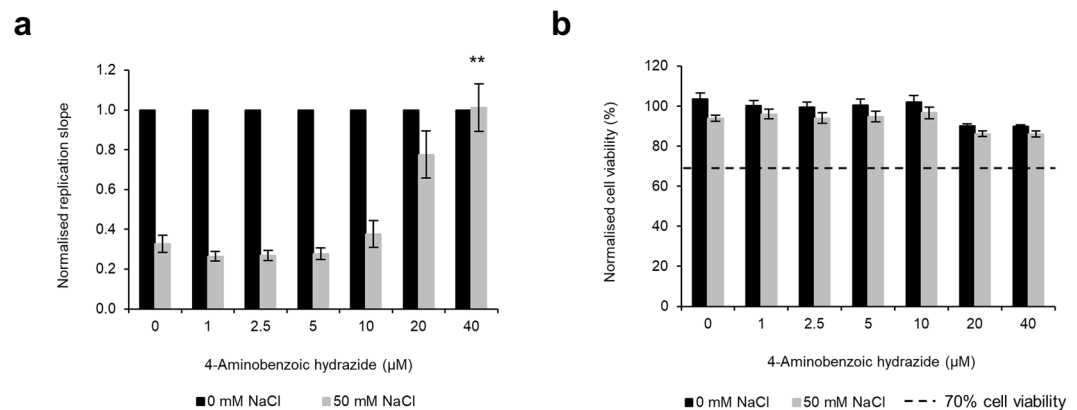 a
**
Normalised replication slope
1.2
1.0
0.8
0.6
0.4
0.2
0.0
0 1 2.5 5 10 20 40
4-Aminobenzoic hydrazide (µM)
0 mM NaCl 50 mM NaCl
b
Normalised cell viability (%)
120
100
80
60
40
20
0
0 1 2.5 5 10 20 40
4-Aminobenzoic hydrazide (µM)
0 mM NaCl 50 mM NaCl 70% cell viability